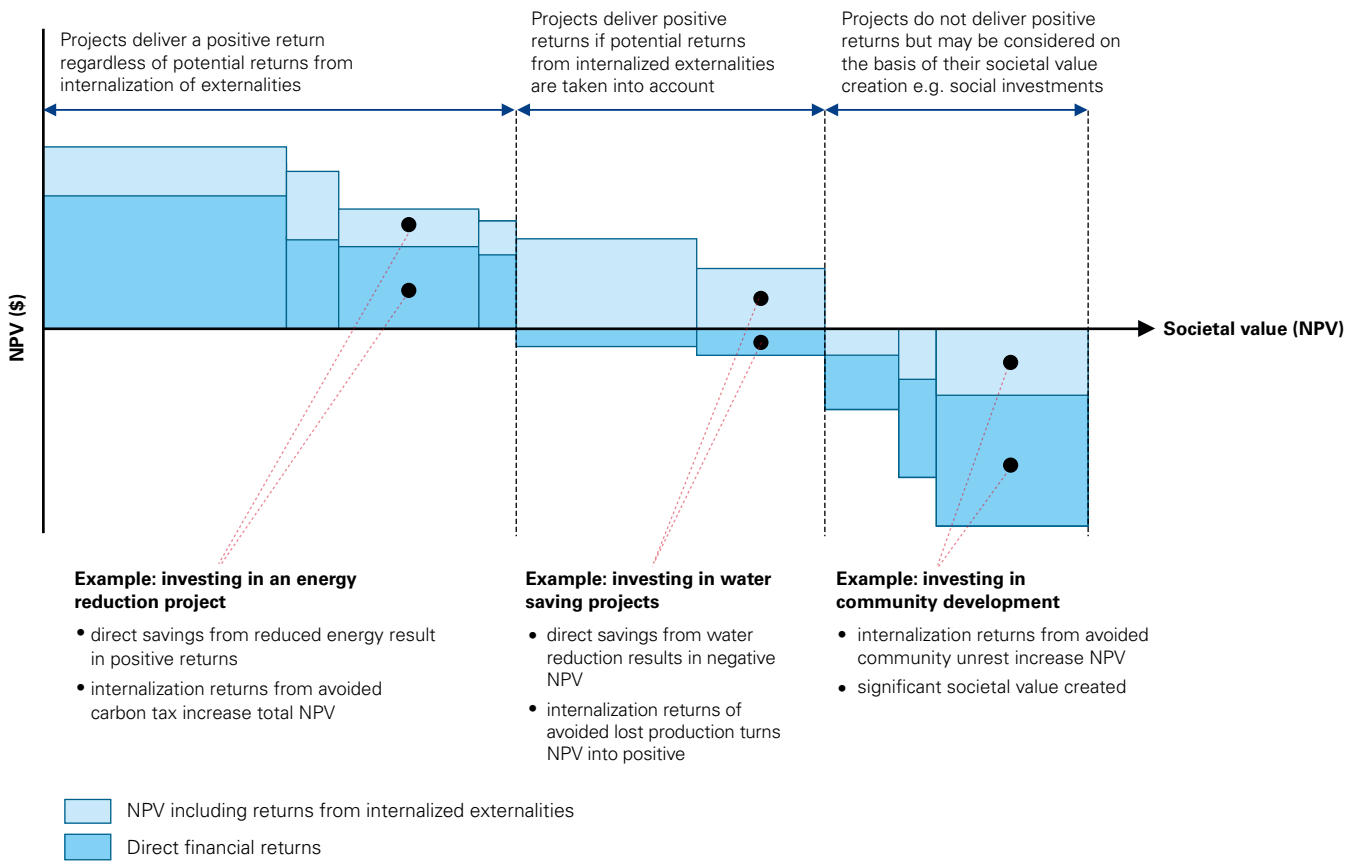 Projects deliver a positive return
regardless of potential returns from
internalization of externalities
Projects deliver positive
returns if potential returns
from internalized externalities
are taken into account
Projects do not deliver positive
returns but may be considered on
the basis of their societal value
creation e.g. social investments
NPV ($)
Societal value (NPV)
Example: investing in an energy
reduction project
• direct savings from reduced energy result
in positive returns
• internalization returns from avoided
carbon tax increase total NPV
Example: investing in water
saving projects
• direct savings from water
reduction results in negative
NPV
• internalization returns of
avoided lost production turns
NPV into positive
Example: investing in
community development
• internalization returns from avoided
community unrest increase NPV
• significant societal value created
NPV including returns from internalized externalities
Direct financial returns